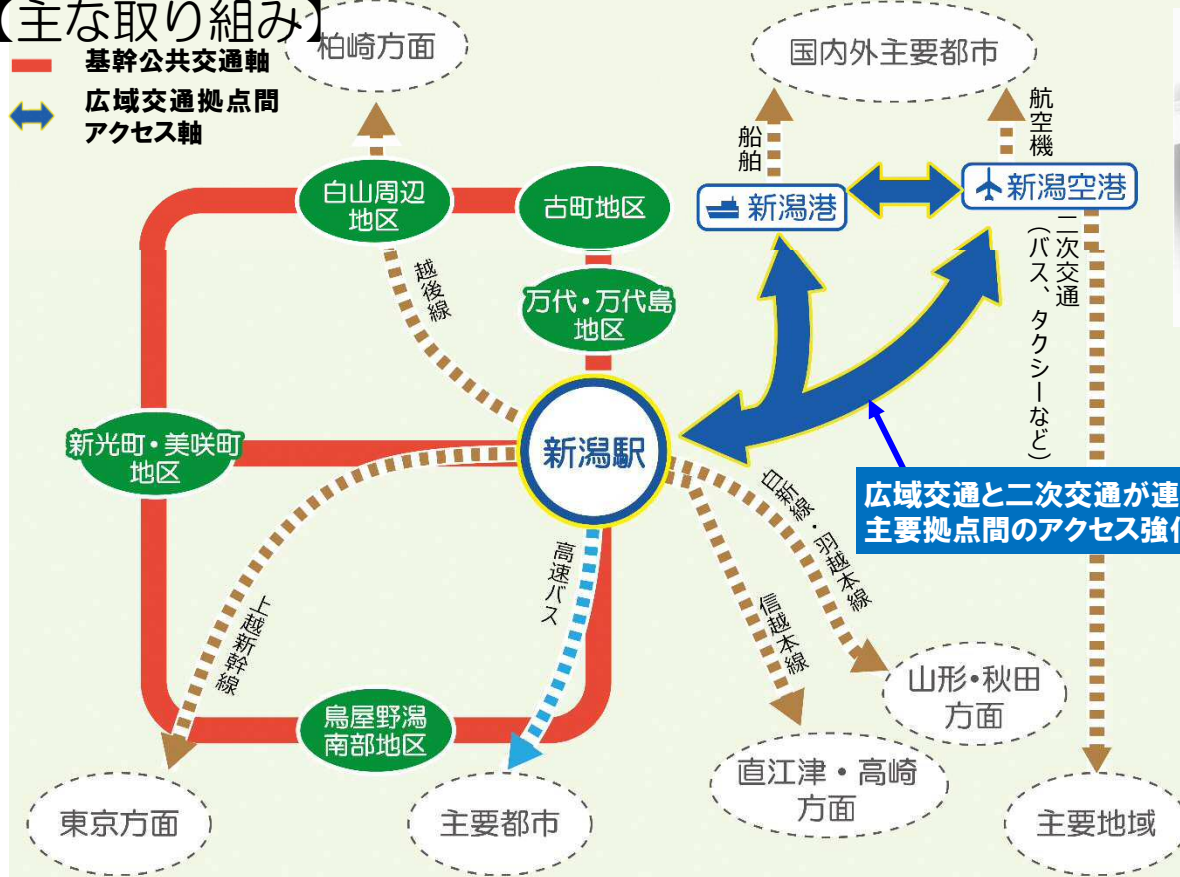 【主な取り組み】
基幹公共交通軸
広域交通拠点間
アクセス軸
柏崎方面
国内外主要都市
船舶
航空機
白山周辺
地区
古町地区
新潟港
新潟空港
越後線
万代・万代島
地区
二次交通
（バス、タクシーなど）
新光町・美咲町
地区
新潟駅
白新線・羽越本線
広域交通と二次交通が連
主要拠点間のアクセス強化
高速バス
上越新幹線
信越本線
鳥屋野潟
南部地区
山形・秋田
方面
直江津・高崎
方面
東京方面
主要都市
主要地域